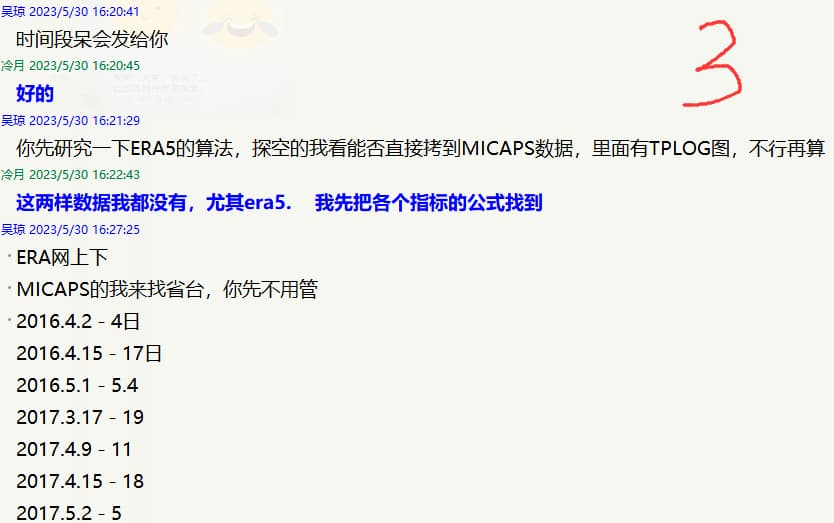 吴琼 2023/5/30 16:20:41
时间段呆会发给你
冷月 2023/5/30 16:20:45
好的
吴琼 2023/5/30 16:21:29
你先研究一下ERA5的算法，探空的我看能否直接拷到MICAPS数据，里面有TPLOG图，不行再算
冷月 2023/5/30 16:22:43
这两样数据我都没有，尤其era5. 我先把各个指标的公式找到
吴琼 2023/5/30 16:27:25
· ERA网上下
· MICAPS的我来找省台，你先不用管
· 2016.4.2 - 4日
2016.4.15 - 17日
2016.5.1 - 5.4
2017.3.17 - 19
2017.4.9 - 11
2017.4.15 - 18
2017.5.2 - 5
3